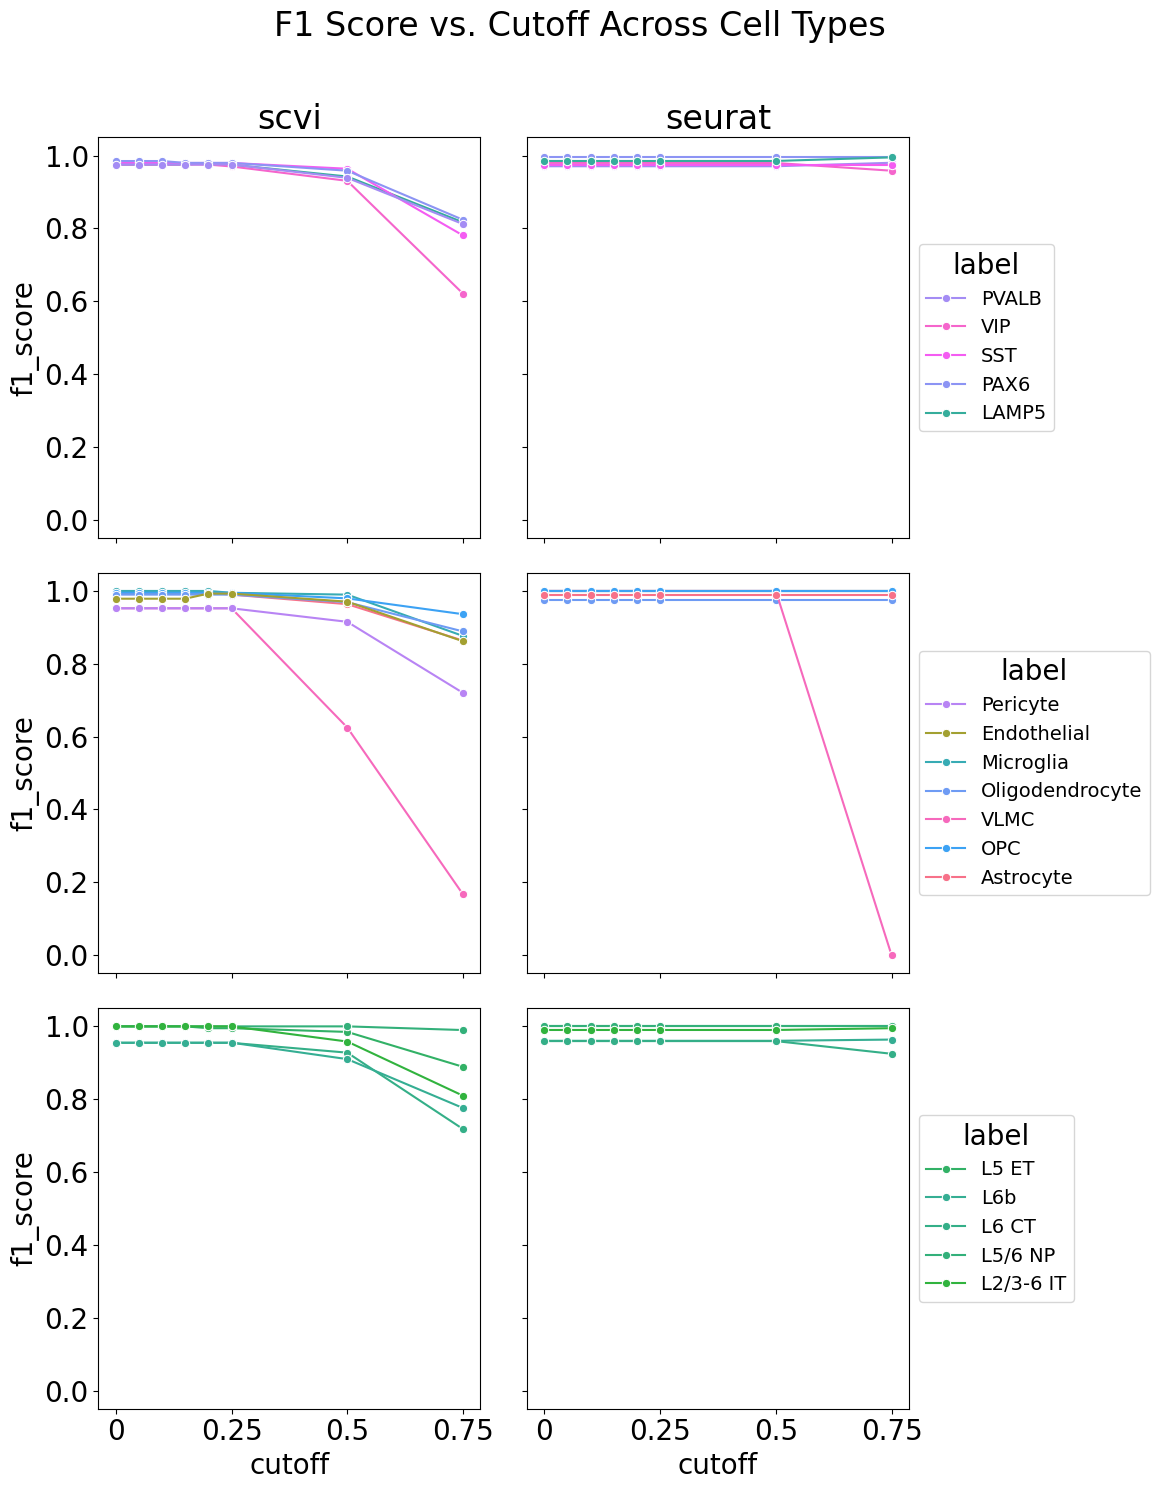 F1 Score vs. Cutoff Across Cell Types
scvi
seurat
1.0
0.8
0.6
0.4
0.2
0.0
f1_score
label
PVALB
VIP
SST
PAX6
LAMP5
1.0
0.8
0.6
0.4
0.2
0.0
f1_score
label
Pericyte
Endothelial
Microglia
Oligodendrocyte
VLMC
OPC
Astrocyte
1.0
0.8
0.6
0.4
0.2
0.0
f1_score
label
L5 ET
L6b
L6 CT
L5/6 NP
L2/3-6 IT
0 0.25 0.5 0.75
cutoff
0 0.25 0.5 0.75
cutoff